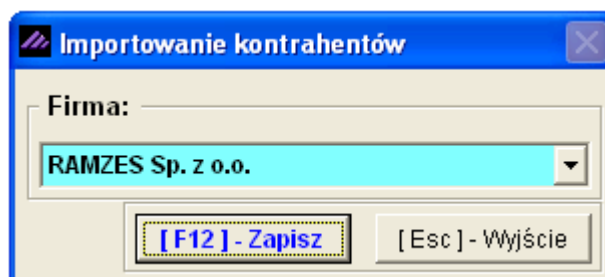 Importowanie kontrahentów
Firma:
RAMZES Sp. z o.o.
[ F12 ] - Zapisz
[ Esc ] - Wyjście